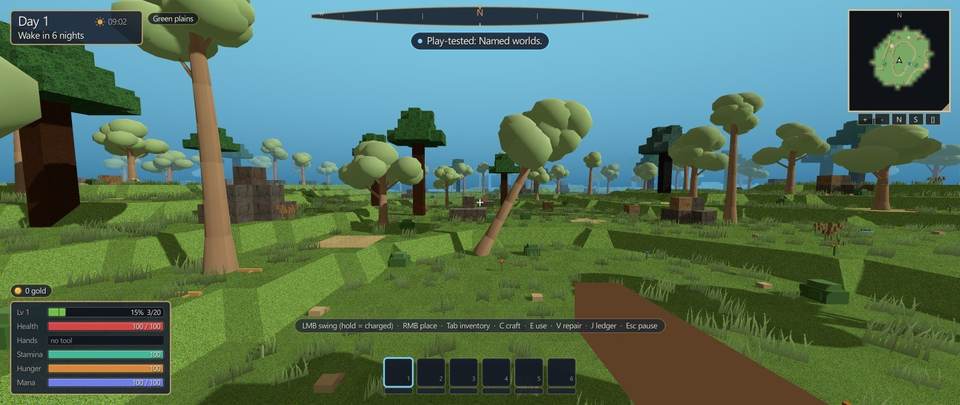 Day 1
09:02
Wake in 6 nights
Green plains
N
Play-tested: Named worlds.
N
+ - N S []
0 gold
Lv 1 15% 3/20
Health 100 / 100
Hands no tool
Stamina 100
Hunger 100
Mana 100 / 100
LMB swing (hold = charged) · RMB place · Tab inventory · C craft · E use · V repair · J ledger · Esc pause
1 2 3 4 5 6